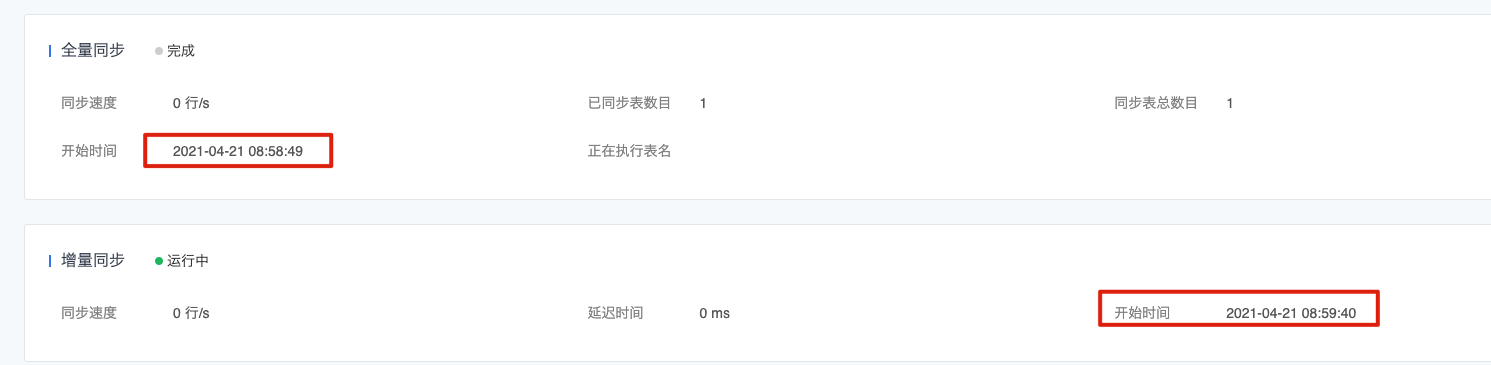 全量同步 完成
同步速度 0 行/s 已同步表数目 1 同步表总数目 1
开始时间 2021-04-21 08:58:49 正在执行表名
增量同步 运行中
同步速度 0 行/s 延迟时间 0 ms 开始时间 2021-04-21 08:59:40